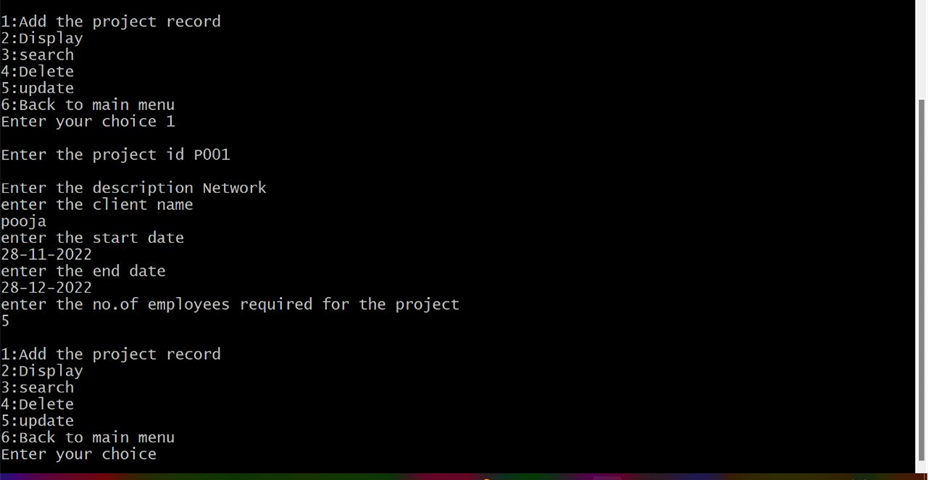 1:Add the project record
2:Display
3:search
4:Delete
5:update
6:Back to main menu
Enter your choice 1
Enter the project id P001
Enter the description Network
enter the client name
pooja
enter the start date
28-11-2022
enter the end date
28-12-2022
enter the no.of employees required for the project
5
1:Add the project record
2:Display
3:search
4:Delete
5:update
6:Back to main menu
Enter your choice